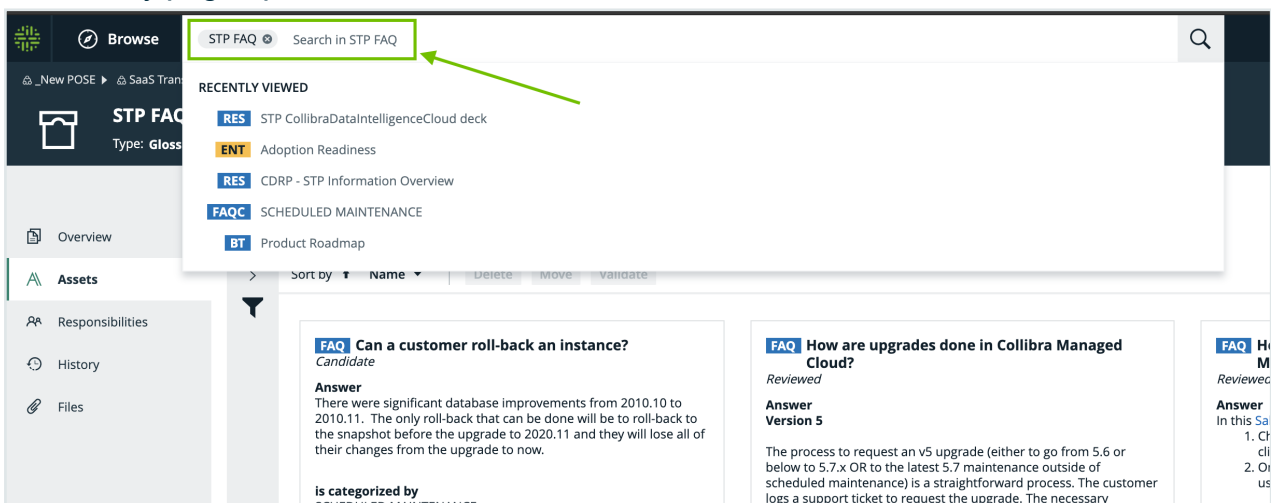 Browse
STP FAQ
Search in STP FAQ
_New POSE
SaaS Tran
STP FAQ
Type: Gloss
RECENTLY VIEWED
RES STP CollibraDataIntelligenceCloud deck
ENT Adoption Readiness
RES CDRP - STP Information Overview
FAQC SCHEDULED MAINTENANCE
BT Product Roadmap
Overview
Assets
Responsibilities
History
Files
Sort by Name
Delete Move Validate
FAQ Can a customer roll-back an instance?
Candidate
Answer
There were significant database improvements from 2010.10 to
2010.11. The only roll-back that can be done will be to roll-back to
the snapshot before the upgrade to 2020.11 and they will lose all of
their changes from the upgrade to now.
is categorized by
SCHEDULED MAINTENANCE
FAQ How are upgrades done in Collibra Managed
Cloud?
Reviewed
Answer
Version 5
The process to request an v5 upgrade (either to go from 5.6 or
below to 5.7.x OR to the latest 5.7 maintenance outside of
scheduled maintenance) is a straightforward process. The customer
logs a support ticket to request the upgrade. The necessary
FAQ
Reviewed
Answer
In this
1.
2.